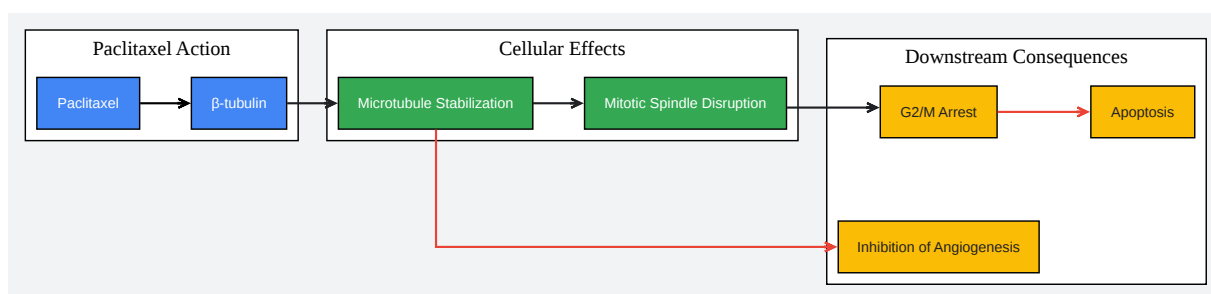 Paclitaxel Action
Paclitaxel
β-tubulin
Cellular Effects
Microtubule Stabilization
Mitotic Spindle Disruption
Downstream Consequences
G2/M Arrest
Apoptosis
Inhibition of Angiogenesis